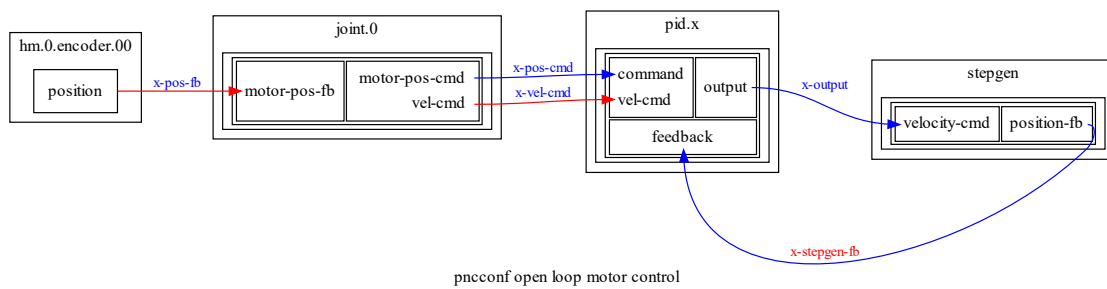 hm.0.encoder.00
position
x-pos-fb
joint.0
motor-pos-fb
motor-pos-cmd
vel-cmd
x-pos-cmd
x-vel-cmd
pid.x
command
vel-cmd
output
feedback
x-output
stepgen
velocity-cmd
position-fb
x-stepgen-fb
pncconf open loop motor control